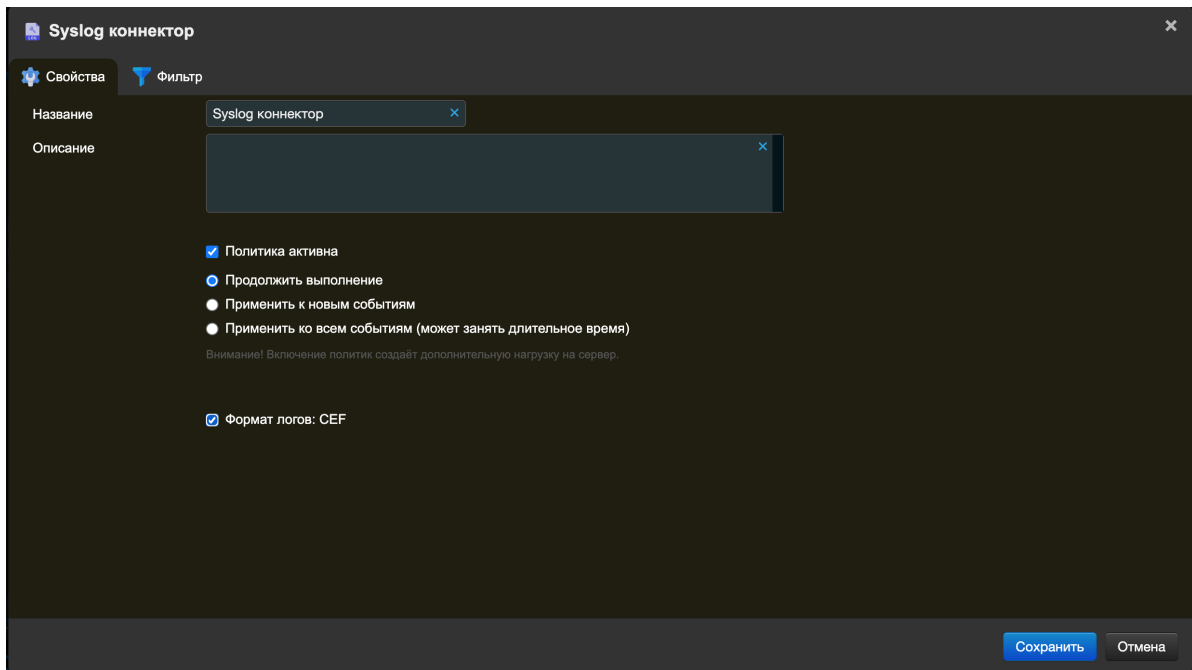 Syslog коннектор
Свойства
Фильтр
Название
Syslog коннектор
Описание
Политика активна
Продолжить выполнение
Применить к новым событиям
Применить ко всем событиям (может занять длительное время)
Внимание! Включение политик создаёт дополнительную нагрузку на сервер.
Формат логов: CEF
Сохранить
Отмена